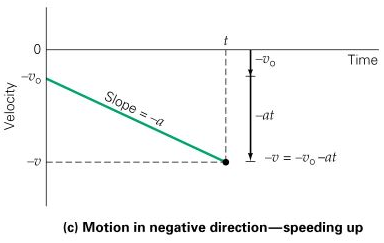 0
t
Time
–v₀
–v₀
Velocity
Slope = –a
–at
–v
–v = –v₀ –at
(c) Motion in negative direction—speeding up